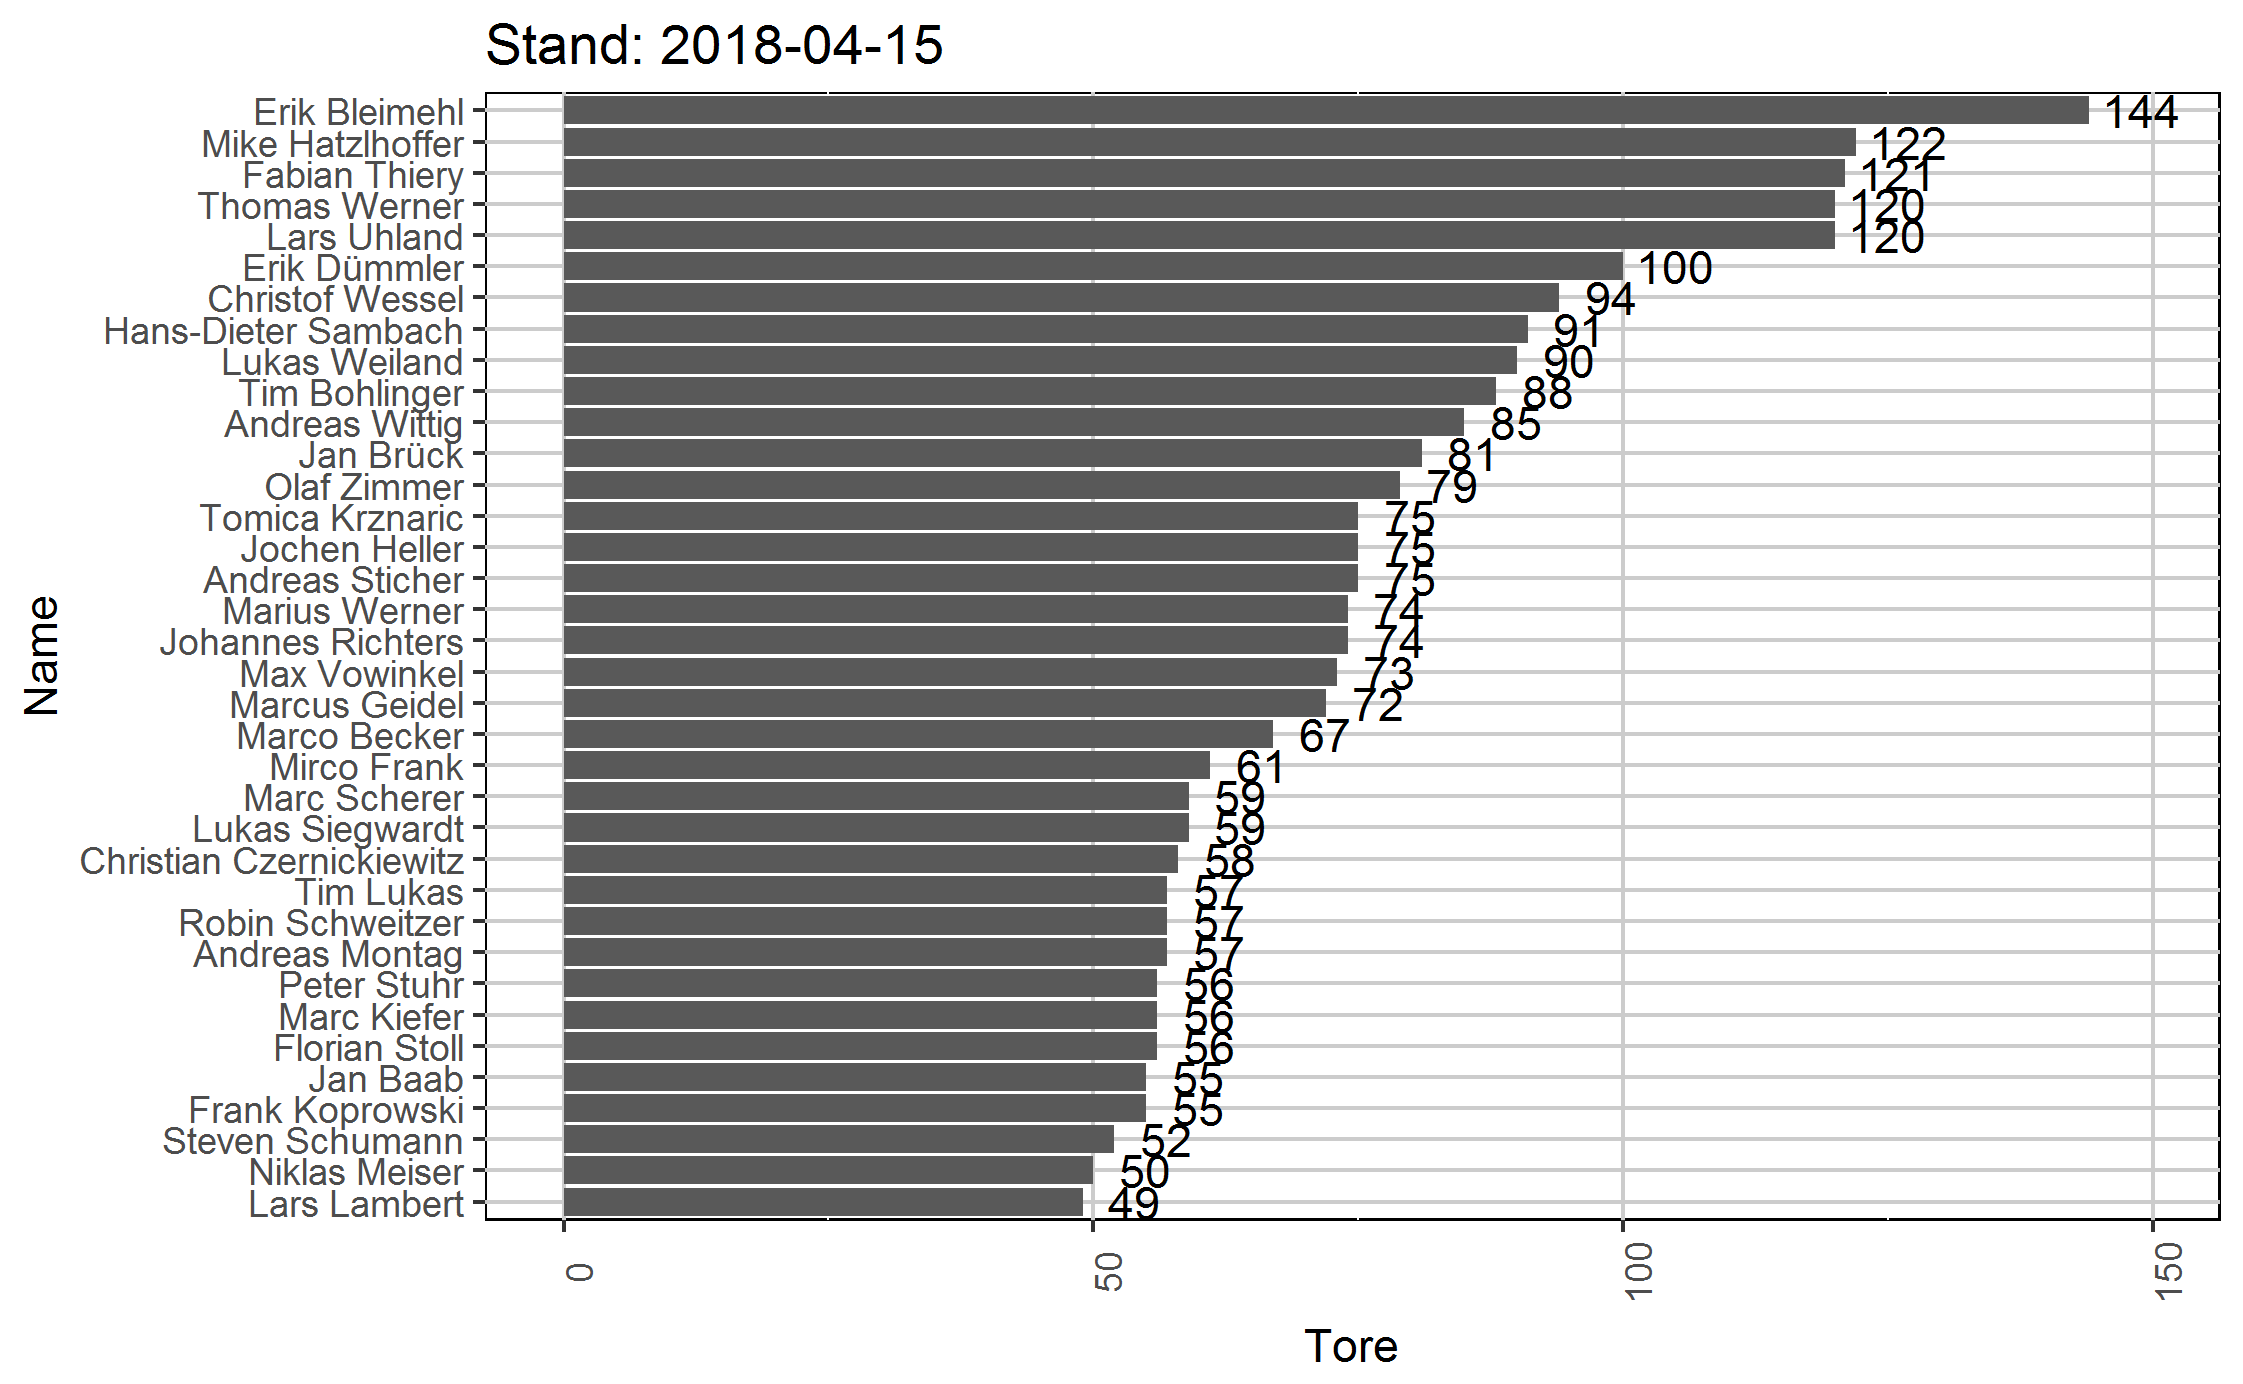 Stand: 2018-04-15
Erik Bleimehl 144
Mike Hatzlhoffer 122
Fabian Thiery 121
Thomas Werner 120
Lars Uhland 120
Erik Dümmler 100
Christof Wessel 94
Hans-Dieter Sambach 91
Lukas Weiland 90
Tim Bohlinger 88
Andreas Wittig 85
Jan Brück 81
Olaf Zimmer 79
Tomica Krznaric 75
Jochen Heller 75
Andreas Sticher 75
Marius Werner 74
Johannes Richters 74
Max Vowinkel 73
Marcus Geidel 72
Marco Becker 67
Mirco Frank 61
Marc Scherer 59
Lukas Siegwardt 59
Christian Czernickiewitz 58
Tim Lukas 57
Robin Schweitzer 57
Andreas Montag 57
Peter Stuhr 56
Marc Kiefer 56
Florian Stoll 56
Jan Baab 55
Frank Koprowski 55
Steven Schumann 52
Niklas Meiser 50
Lars Lambert 49
Name
0 50 100 150
Tore